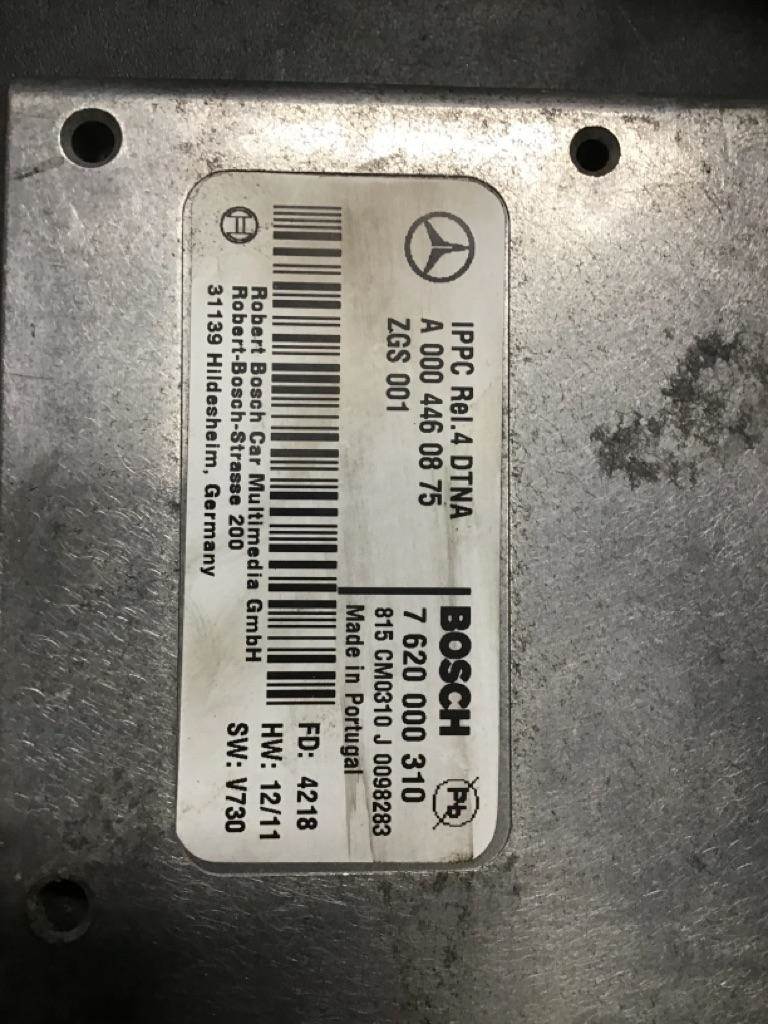 IPPC Rel.4 DTNA
A 000 446 08 75
ZGS 001
BOSCH
7 620 000 310
815 CM0310 J 0098283
Made in Portugal
Pb
Robert Bosch Car Multimedia GmbH
Robert-Bosch-Strasse 200
31139 Hildesheim, Germany
FD: 4218
HW: 12/11
SW: V730